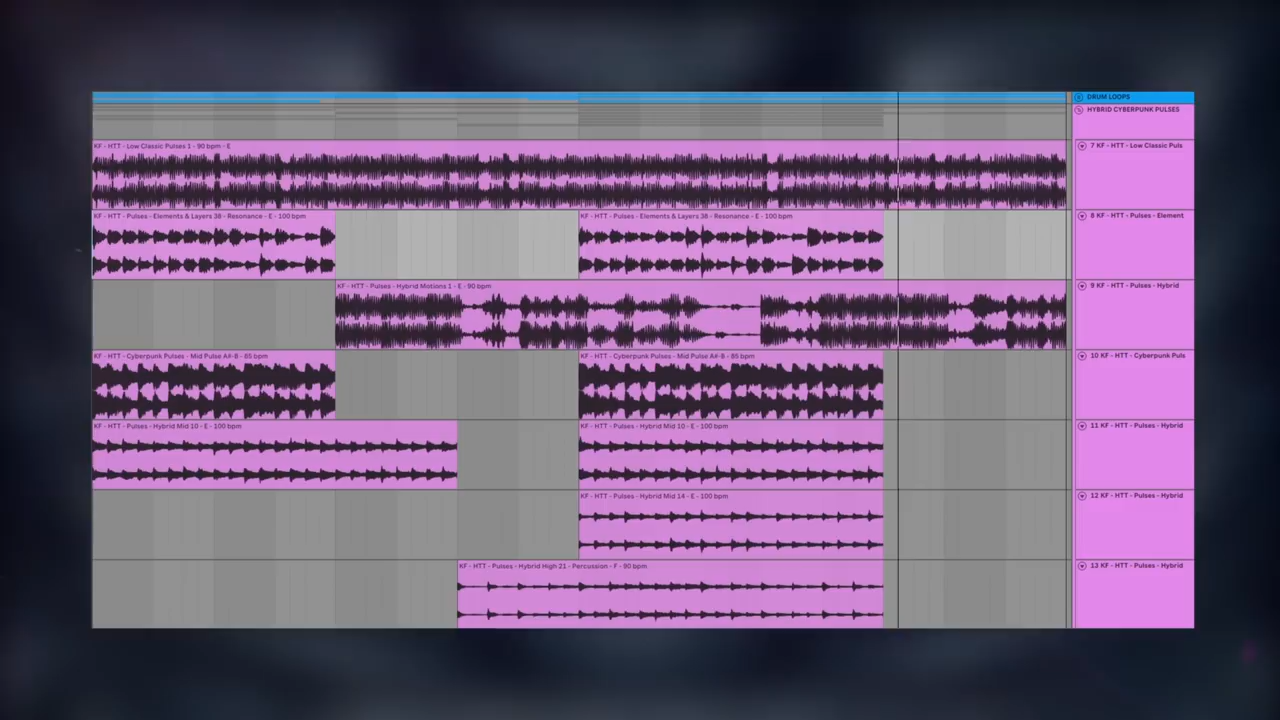 DRUM LOOPS
HYBRID CYBERPUNK PULSES
KF - HTT - Low Classic Pulses 1 - 90 bpm - E
7 KF - HTT - Low Classic Puls
KF - HTT - Pulses - Elements & Layers 38 - Resonance - E - 100 bpm
KF - HTT - Pulses - Elements & Layers 38 - Resonance - E - 100 bpm
8 KF - HTT - Pulses - Element
KF - HTT - Pulses - Hybrid Motions 1 - E - 90 bpm
9 KF - HTT - Pulses - Hybrid
KF - HTT - Cyberpunk Pulses - Mid Pulse A#-B - 85 bpm
KF - HTT - Cyberpunk Pulses - Mid Pulse A#-B - 85 bpm
10 KF - HTT - Cyberpunk Puls
KF - HTT - Pulses - Hybrid Mid 10 - E - 100 bpm
KF - HTT - Pulses - Hybrid Mid 10 - E - 100 bpm
11 KF - HTT - Pulses - Hybrid
KF - HTT - Pulses - Hybrid Mid 14 - E - 100 bpm
12 KF - HTT - Pulses - Hybrid
KF - HTT - Pulses - Hybrid High 21 - Percussion - F - 90 bpm
13 KF - HTT - Pulses - Hybrid